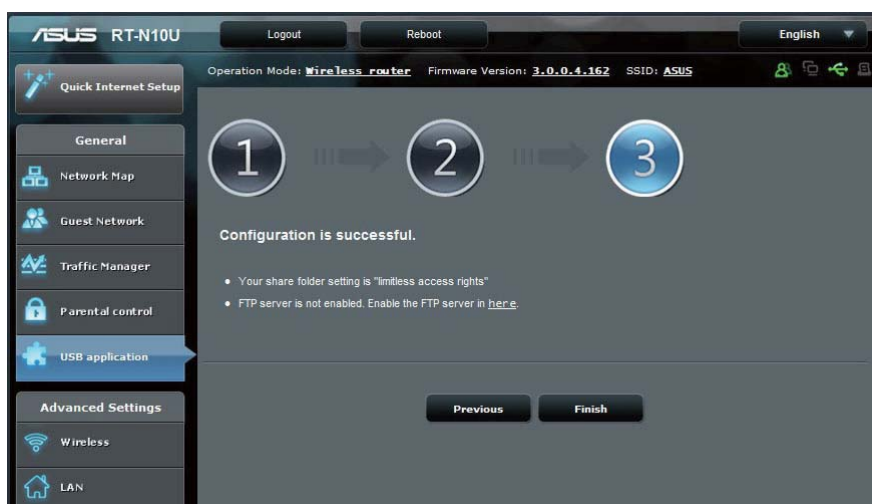 ASUS RT-N10U
Logout
Reboot
English
Quick Internet Setup
Operation Mode: Wireless router Firmware Version: 3.0.0.4.162 SSID: ASUS
General
Network Map
Guest Network
Traffic Manager
Parental control
USB application
Advanced Settings
Wireless
LAN
1
2
3
Configuration is successful.
• Your share folder setting is "limitless access rights"
• FTP server is not enabled. Enable the FTP server in here.
Previous
Finish